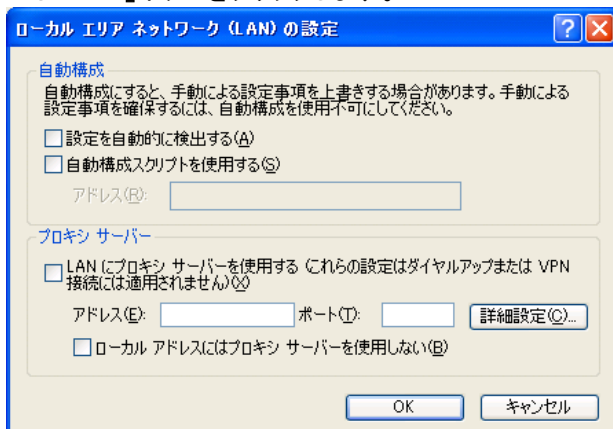 ローカル エリア ネットワーク (LAN) の設定
自動構成
自動構成にすると、手動による設定事項を上書きする場合があります。手動による
設定事項を確保するには、自動構成を使用不可にしてください。
設定を自動的に検出する(A)
自動構成スクリプトを使用する(S)
アドレス(R):
プロキシ サーバー
LAN にプロキシ サーバーを使用する (これらの設定はダイヤルアップまたは VPN
接続には適用されません)(X)
アドレス(E): ポート(T): 詳細設定(C)...
ローカル アドレスにはプロキシ サーバーを使用しない(B)
OK キャンセル